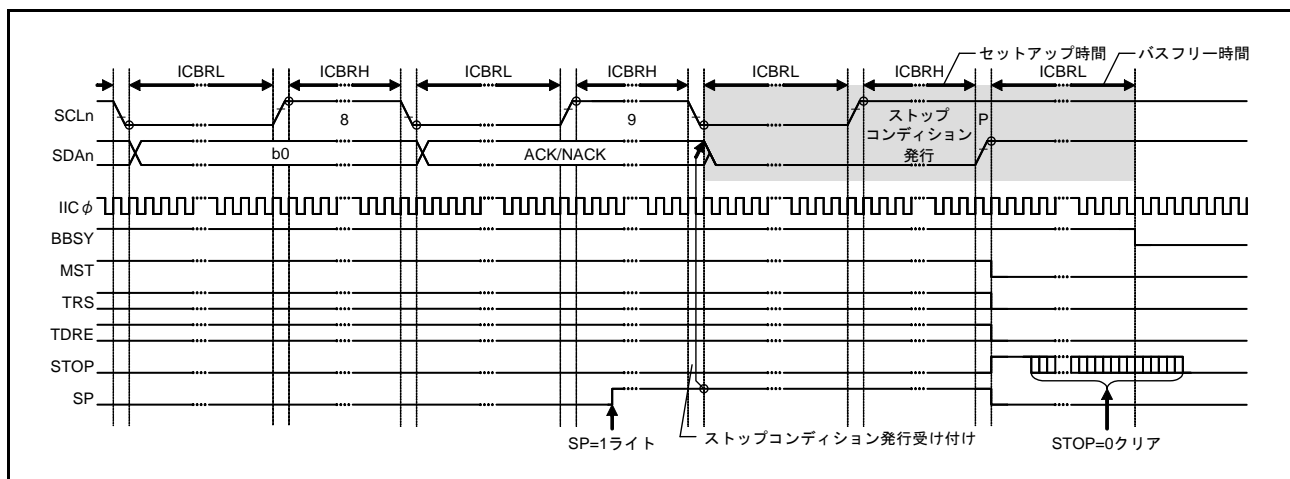 セットアップ時間 バスフリー時間
ICBRL ICBRH ICBRL ICBRH ICBRL ICBRH ICBRL
SCLn 8 9 ストップ P
コンディション
発行
SDAn b0 ACK/NACK
IICφ
BBSY
MST
TRS
TDRE
STOP
SP
SP=1ライト ストップコンディション発行受け付け STOP=0クリア